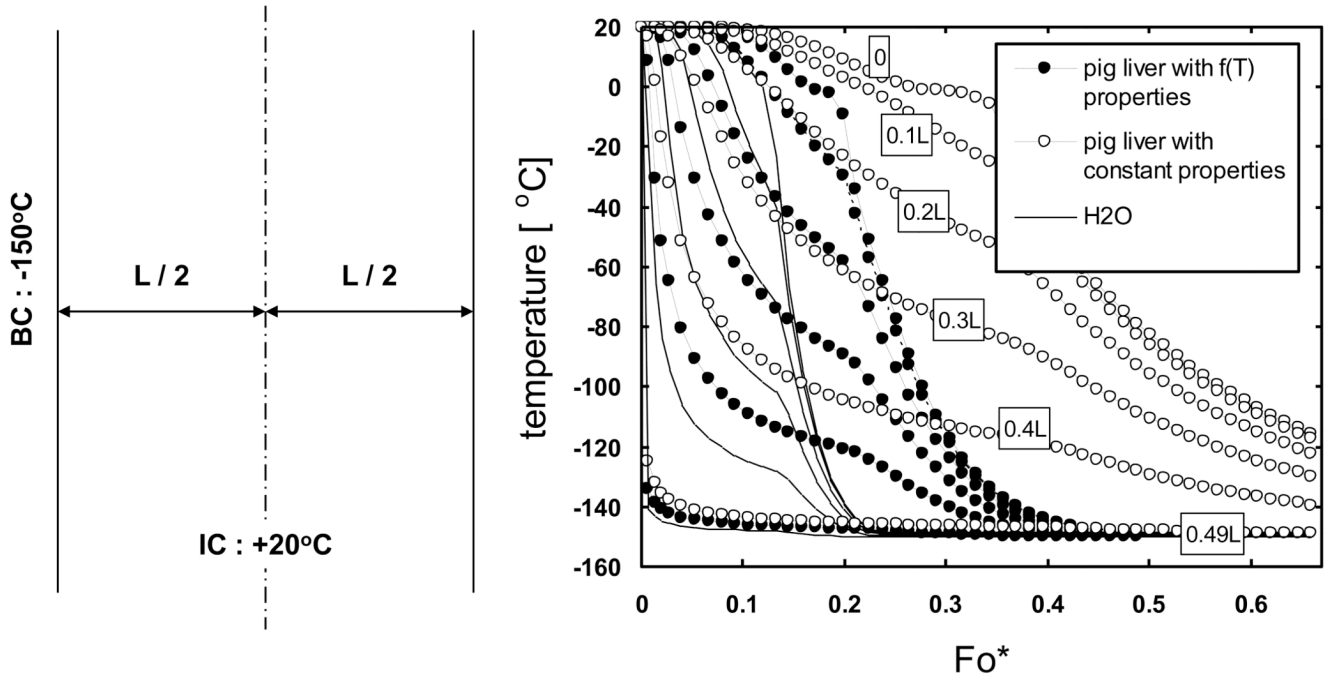 BC : -150°C
L / 2
L / 2
IC : +20°C
temperature [ °C]
20
0
-20
-40
-60
-80
-100
-120
-140
-160
0
0.1
0.2
0.3
0.4
0.5
0.6
Fo*
0
0.1L
0.2L
0.3L
0.4L
0.49L
pig liver with f(T)
properties
pig liver with
constant properties
H2O